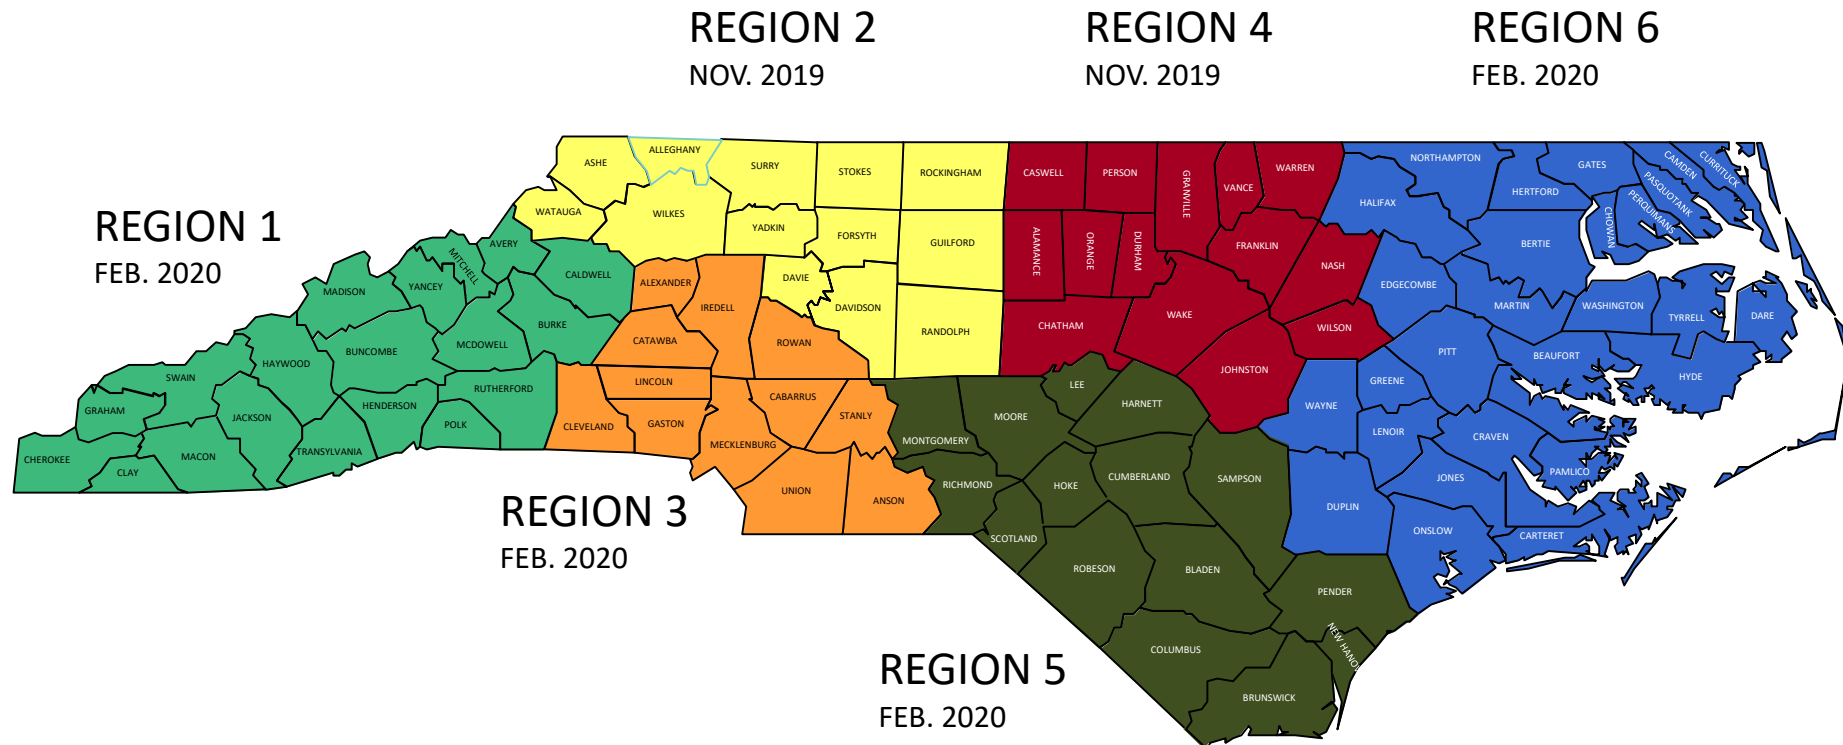 REGION 2
NOV. 2019
REGION 4
NOV. 2019
REGION 6
FEB. 2020
REGION 1
FEB. 2020
ASHE
ALLEGHANY
SURRY
STOKES
ROCKINGHAM
WATAUGA
WILKES
YADKIN
FORSYTH
GUILFORD
DAVIE
DAVIDSON
RANDOLPH
CASWELL
PERSON
GRANVILLE
VANCE
WARREN
ALAMANCE
ORANGE
DURHAM
FRANKLIN
NASH
CHATHAM
WAKE
WILSON
JOHNSTON
NORTHAMPTON
GATES
CAMDEN
CURRITUCK
HERTFORD
PASQUOTANK
HALIFAX
CHOWAN
PERQUIMANS
BERTIE
EDGECOMBE
MARTIN
WASHINGTON
TYRRELL
DARE
PITT
BEAUFORT
HYDE
GREENE
WAYNE
LENOIR
CRAVEN
PAMLICO
JONES
DUPLIN
ONSLOW
CARTERET
AVERY
MITCHELL
CALDWELL
YANCEY
MADISON
BURKE
MCDOWELL
BUNCOMBE
HAYWOOD
SWAIN
RUTHERFORD
GRAHAM
JACKSON
HENDERSON
POLK
TRANSYLVANIA
MACON
CHEROKEE
CLAY
ALEXANDER
IREDELL
CATAWBA
ROWAN
LINCOLN
CABARRUS
STANLY
CLEVELAND
GASTON
MECKLENBURG
UNION
ANSON
REGION 3
FEB. 2020
LEE
MOORE
HARNETT
MONTGOMERY
RICHMOND
HOKE
CUMBERLAND
SAMPSON
SCOTLAND
ROBESON
BLADEN
PENDER
NEW HANO
COLUMBUS
BRUNSWICK
REGION 5
FEB. 2020